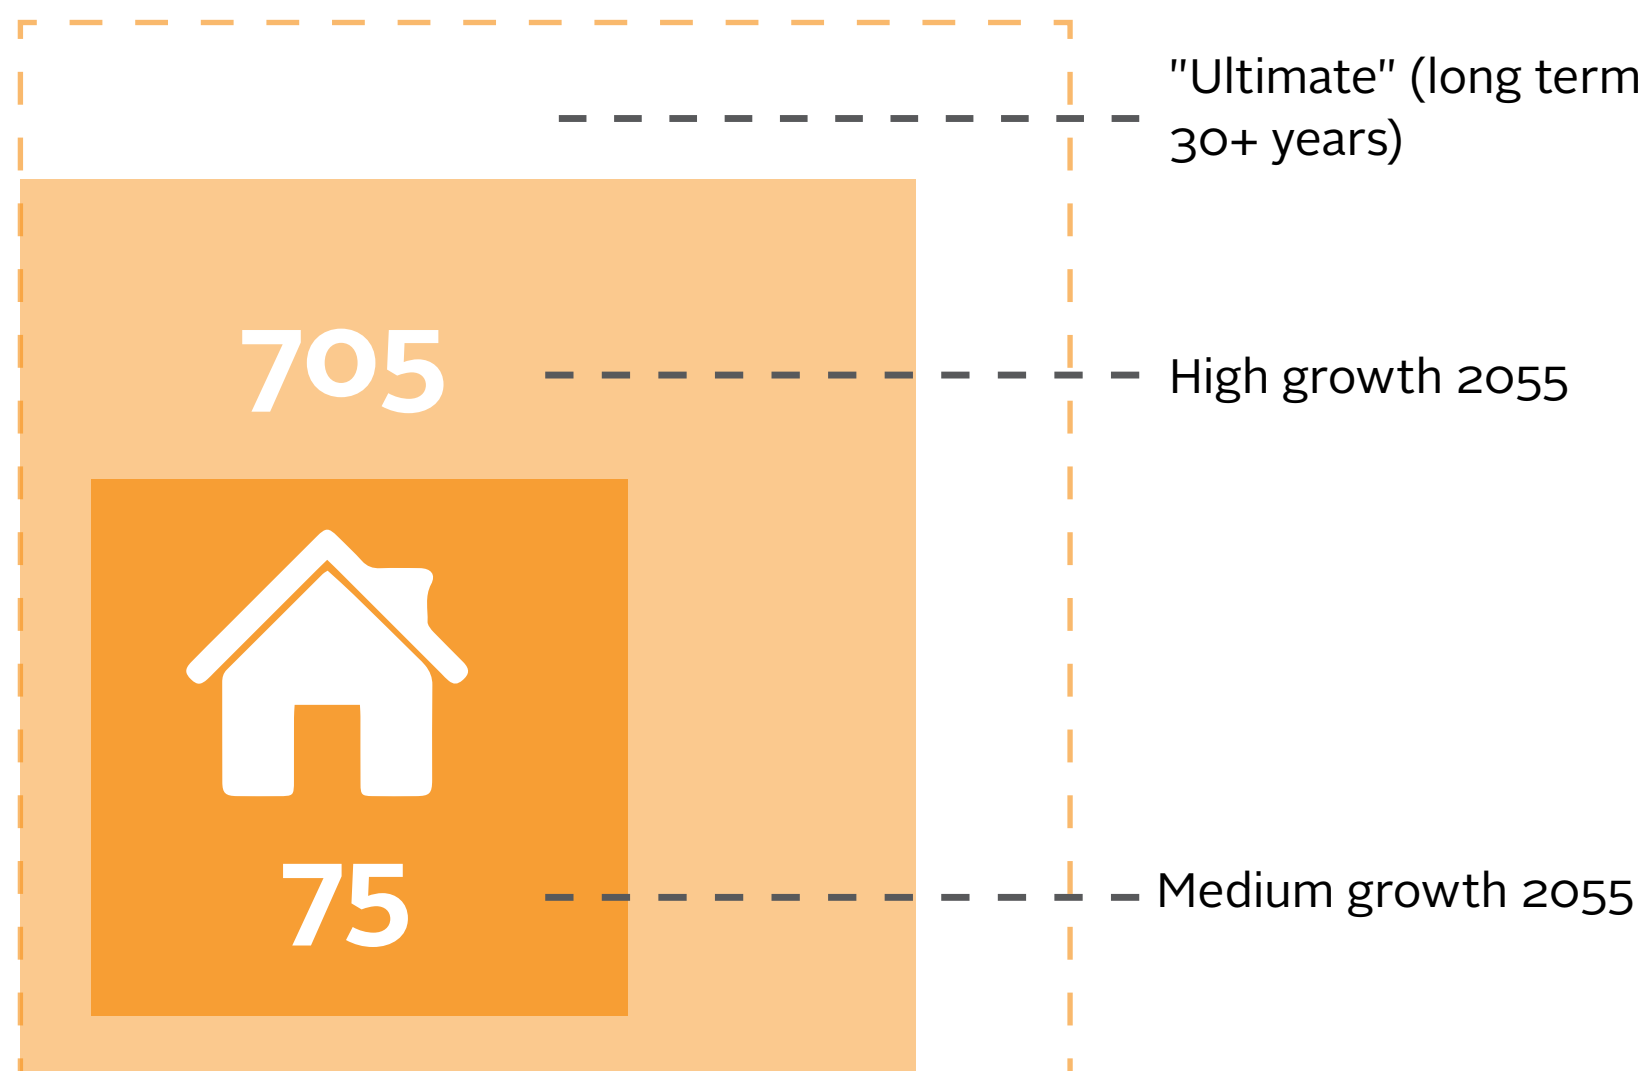 "Ultimate" (long term
30+ years)
705
High growth 2055
75
Medium growth 2055